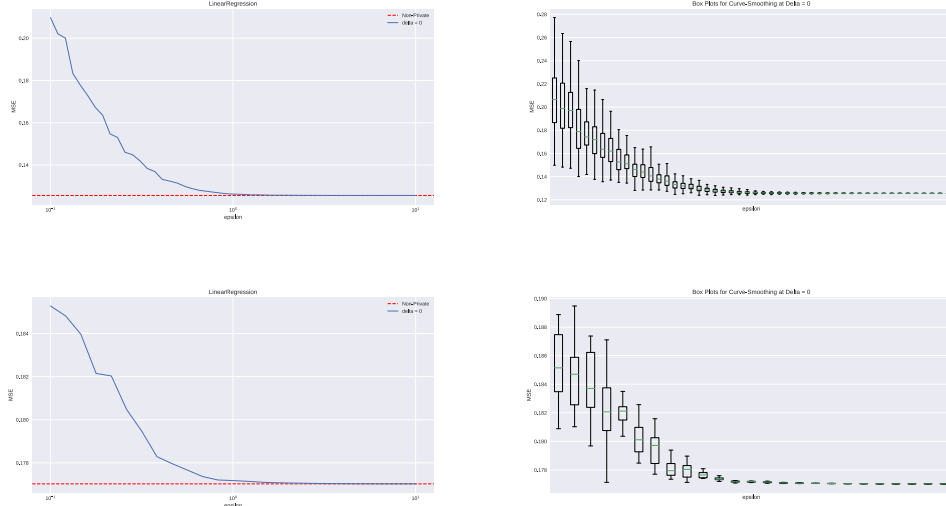 LinearRegression
Non-Private
delta = 0
0.20
0.18
0.16
0.14
MSE
10⁻¹
10⁰
10¹
epsilon
Box Plots for Curve-Smoothing at Delta = 0
0.28
0.26
0.24
0.22
0.20
0.18
0.16
0.14
0.12
MSE
epsilon
LinearRegression
Non-Private
delta = 0
0.184
0.182
0.180
0.178
MSE
10⁻¹
10⁰
10¹
epsilon
Box Plots for Curve-Smoothing at Delta = 0
0.190
0.188
0.186
0.184
0.182
0.180
0.178
MSE
epsilon